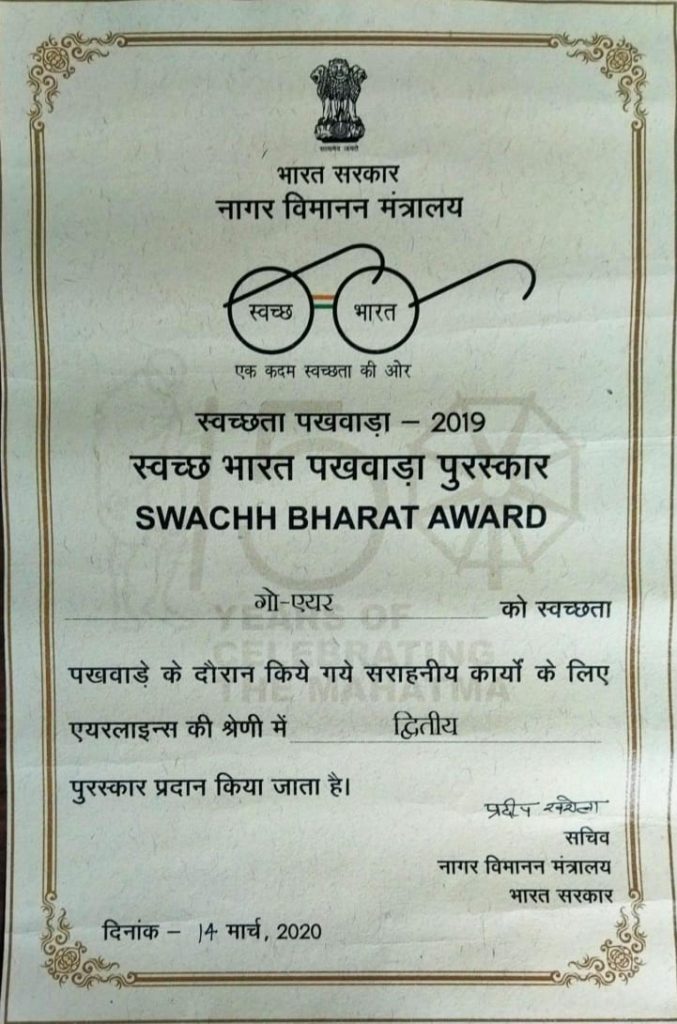 सत्यमेव जयते
भारत सरकार
नागर विमानन मंत्रालय
स्वच्छ भारत
एक कदम स्वच्छता की ओर
स्वच्छता पखवाड़ा – 2019
स्वच्छ भारत पखवाड़ा पुरस्कार
SWACHH BHARAT AWARD
गो-एयर को स्वच्छता
पखवाड़े के दौरान किये गये सराहनीय कार्यो के लिए
एयरलाइन्स की श्रेणी में द्वितीय
पुरस्कार प्रदान किया जाता है।
प्रदीप
सचिव
नागर विमानन मंत्रालय
भारत सरकार
दिनांक – 14 मार्च, 2020
150
YEARS OF
CELEBRATING
THE MAHATMA